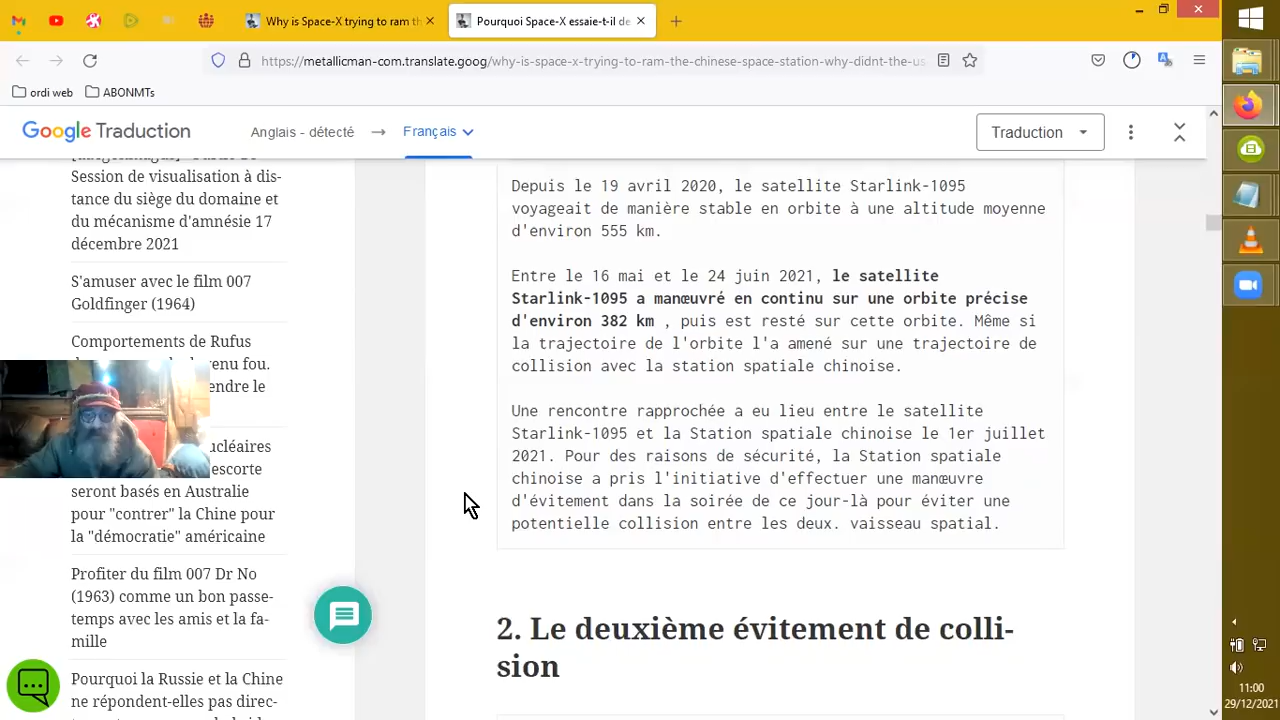 Why is Space-X trying to ram th
Pourquoi Space-X essaie-t-il de
https://metallicman-com.translate.goog/why-is-space-x-trying-to-ram-the-chinese-space-station-why-didnt-the-us
ordi web
ABONMTs
Google Traduction
Anglais - détecté
Français
Traduction
Session de visualisation à dis-
tance du siège du domaine et
du mécanisme d'amnésie 17
décembre 2021
S'amuser avec le film 007
Goldfinger (1964)
Comportements de Rufus
enu fou.
endre le
ucléaires
escorte
seront basés en Australie
pour "contrer" la Chine pour
la "démocratie" américaine
Profiter du film 007 Dr No
(1963) comme un bon passe-
temps avec les amis et la fa-
mille
Pourquoi la Russie et la Chine
ne répondent-elles pas direc-
Depuis le 19 avril 2020, le satellite Starlink-1095
voyageait de manière stable en orbite à une altitude moyenne
d'environ 555 km.
Entre le 16 mai et le 24 juin 2021, le satellite
Starlink-1095 a manœuvré en continu sur une orbite précise
d'environ 382 km , puis est resté sur cette orbite. Même si
la trajectoire de l'orbite l'a amené sur une trajectoire de
collision avec la station spatiale chinoise.
Une rencontre rapprochée a eu lieu entre le satellite
Starlink-1095 et la Station spatiale chinoise le 1er juillet
2021. Pour des raisons de sécurité, la Station spatiale
chinoise a pris l'initiative d'effectuer une manœuvre
d'évitement dans la soirée de ce jour-là pour éviter une
potentielle collision entre les deux. vaisseau spatial.
2. Le deuxième évitement de colli-
sion
11:00
29/12/2021